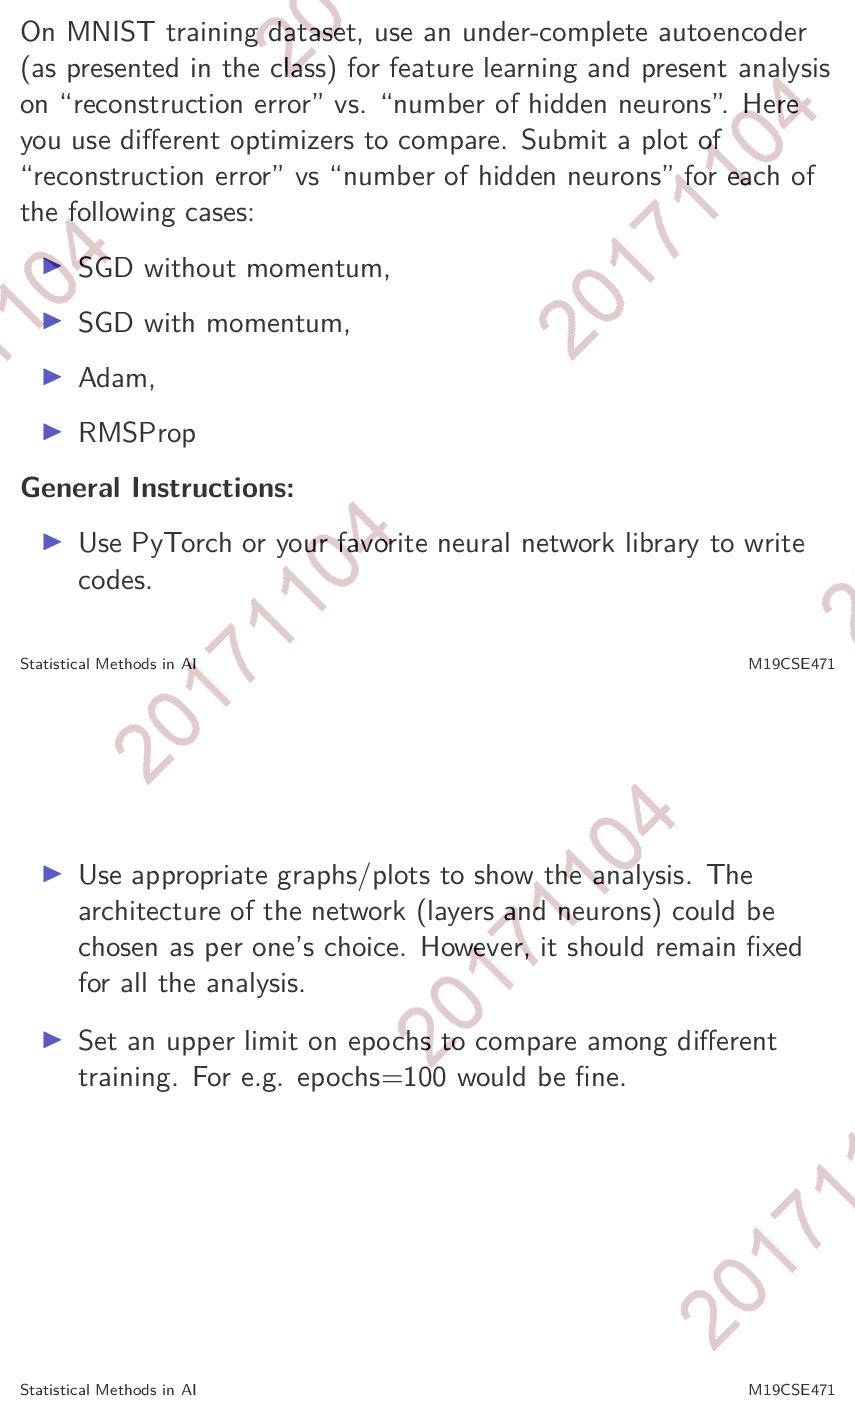 On MNIST training dataset, use an under-complete autoencoder
(as presented in the class) for feature learning and present analysis
on “reconstruction error” vs. “number of hidden neurons”. Here
you use different optimizers to compare. Submit a plot of
“reconstruction error” vs “number of hidden neurons” for each of
the following cases:
SGD without momentum,
SGD with momentum,
Adam,
RMSProp
General Instructions:
Use PyTorch or your favorite neural network library to write
codes.
Statistical Methods in AI
M19CSE471
Use appropriate graphs/plots to show the analysis. The
architecture of the network (layers and neurons) could be
chosen as per one’s choice. However, it should remain fixed
for all the analysis.
Set an upper limit on epochs to compare among different
training. For e.g. epochs=100 would be fine.
Statistical Methods in AI
M19CSE471
20171104
20171104
20171104